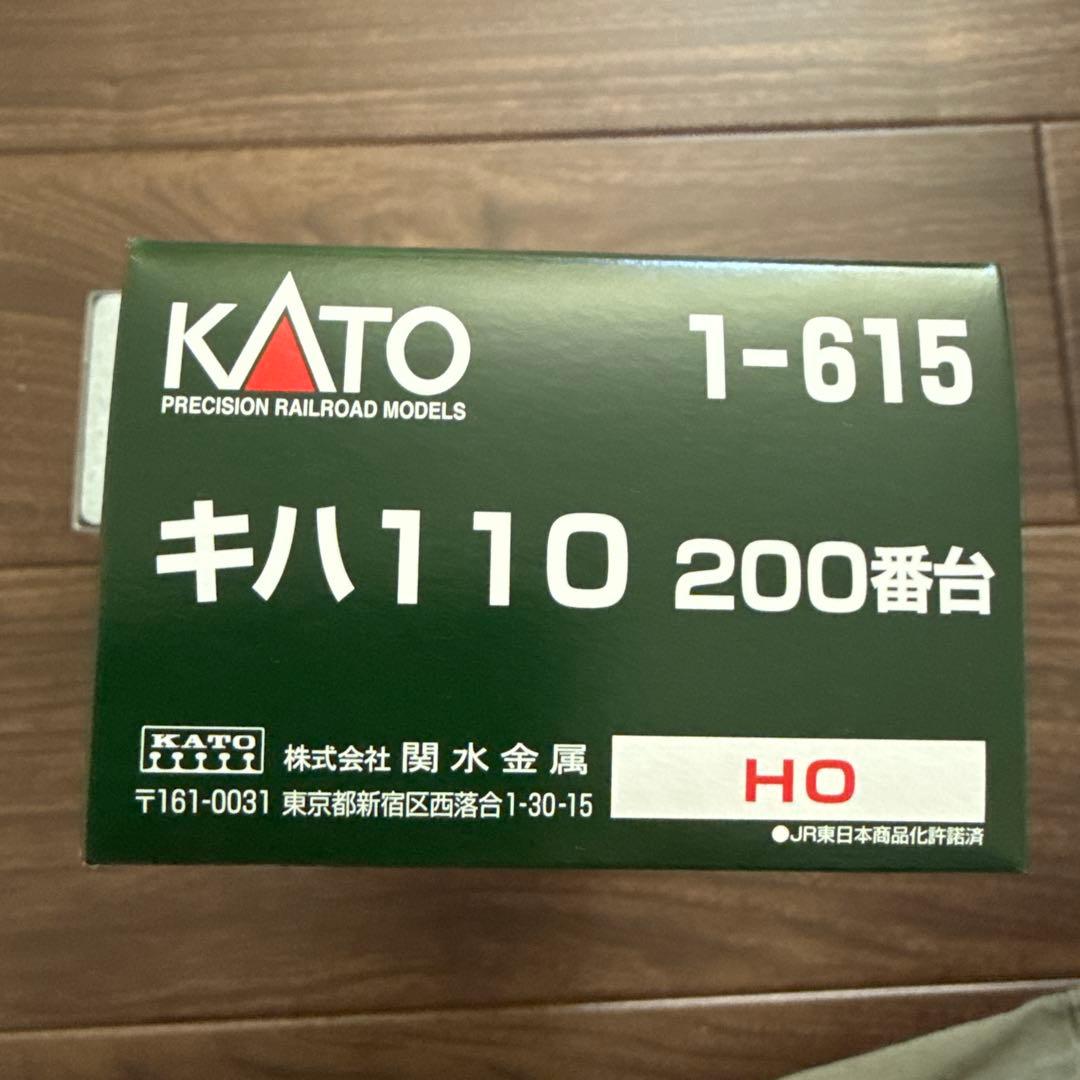 KATO 1-615
PRECISION RAILROAD MODELS
キハ110 200番台
KATO 株式会社 関水金属
HO
〒161-0031 東京都新宿区西落合1-30-15
●JR東日本商品化許諾済